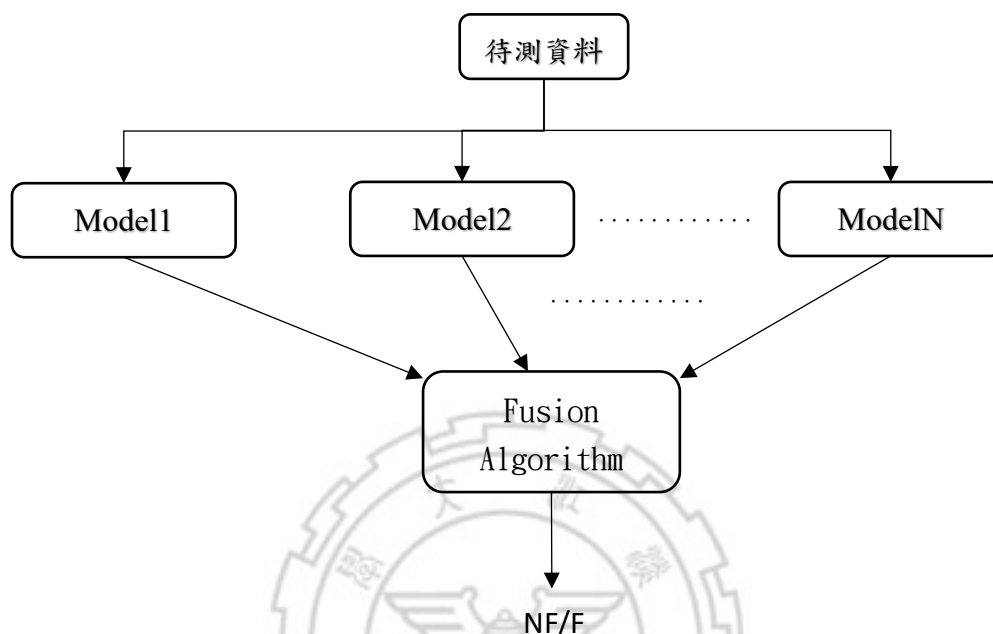 待測資料
Model1
Model2
............
ModelN
............
Fusion
Algorithm
NF/F